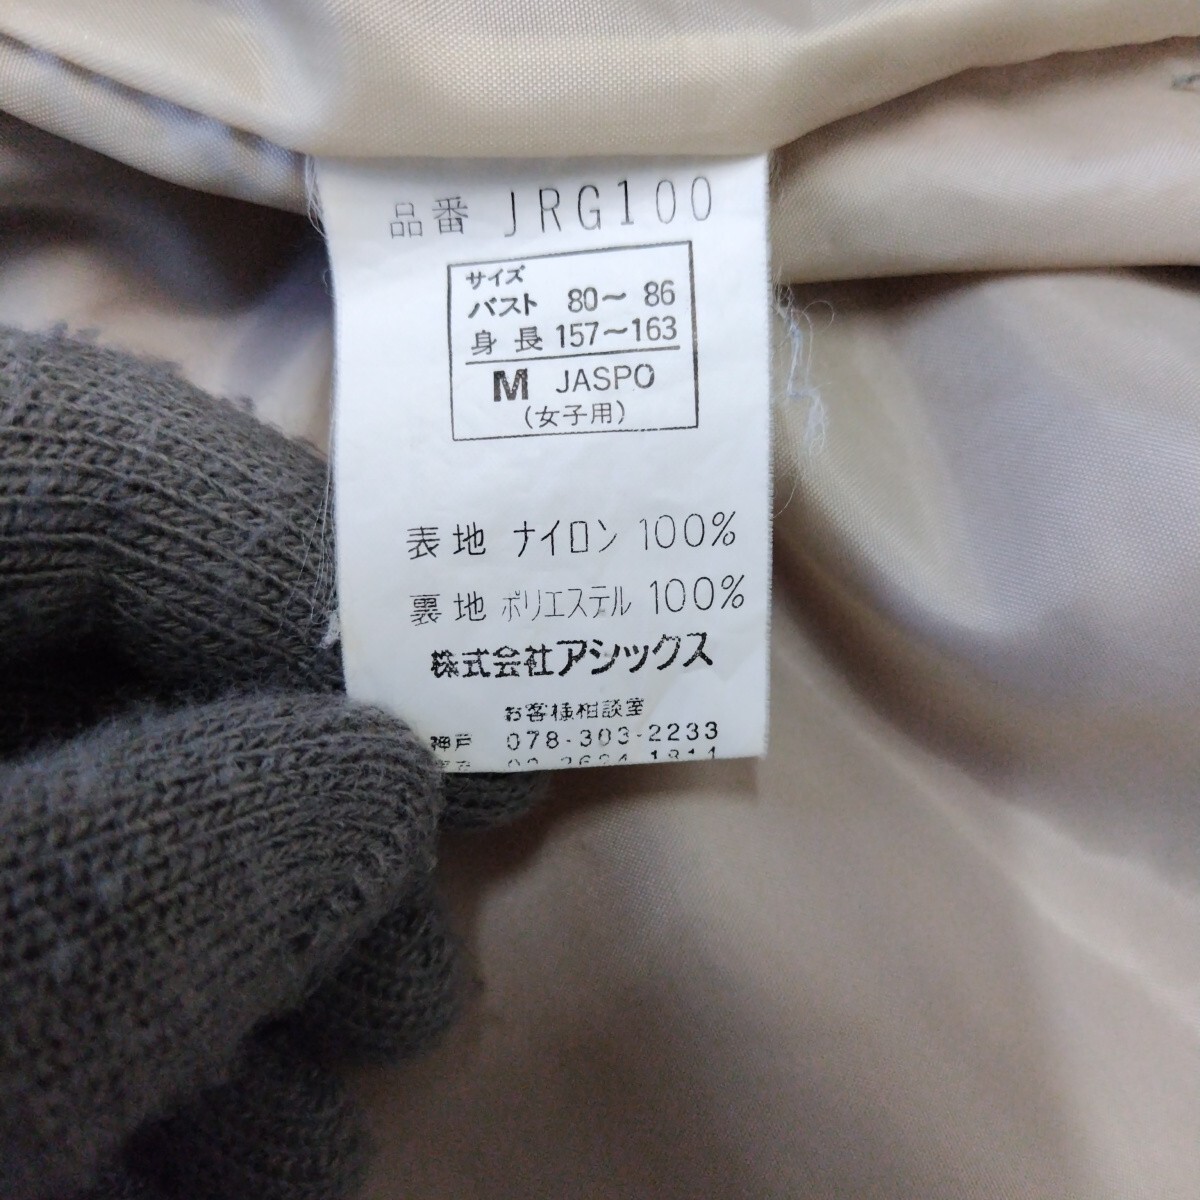 品番 JRG100
サイズ
バスト 80～86
身長 157～163
M JASPO
(女子用)
表地 ナイロン 100%
裏地 ポリエステル 100%
株式会社アシックス
お客様相談室
神戸 078-303-2233